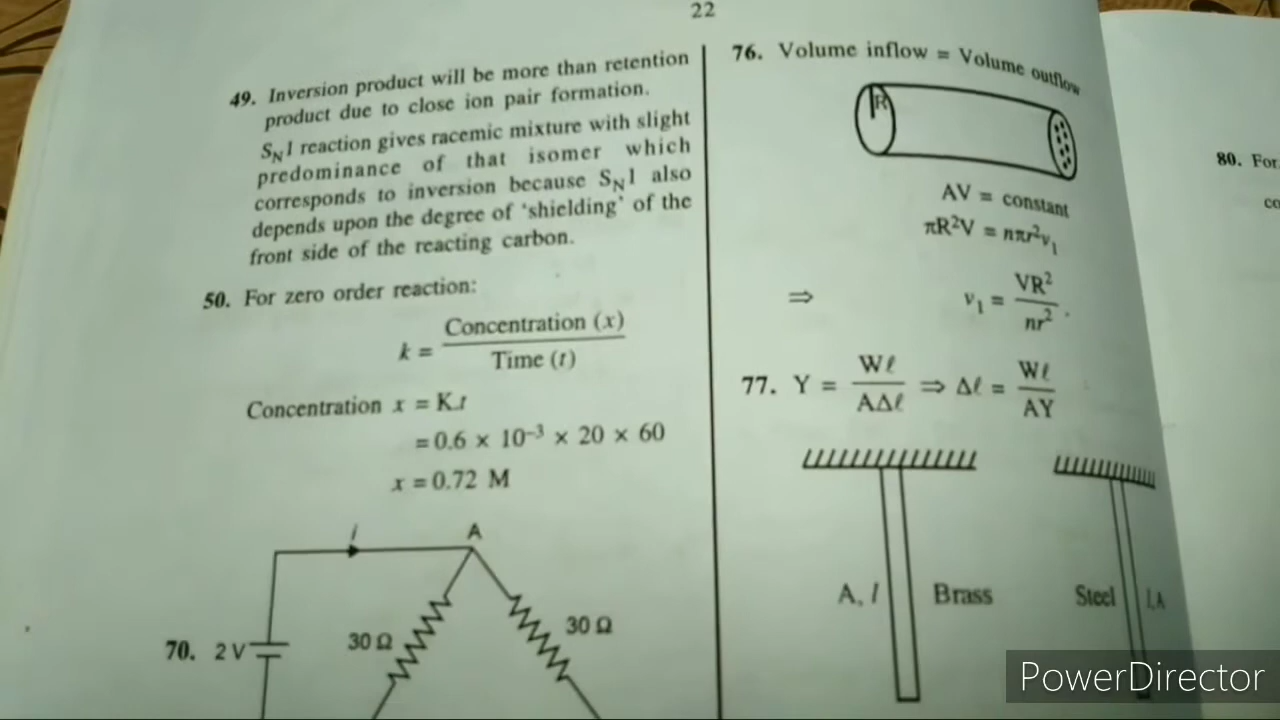 22
49. Inversion product will be more than retention
product due to close ion pair formation.
S_N1 reaction gives racemic mixture with slight
predominance of that isomer which
corresponds to inversion because S_N1 also
depends upon the degree of 'shielding' of the
front side of the reacting carbon.
50. For zero order reaction:
k = Concentration (x) / Time (t)
Concentration x = K.t
= 0.6 × 10⁻³ × 20 × 60
x = 0.72 M
i A
70. 2 V 30 Ω 30 Ω
76. Volume inflow = Volume outflow
R
AV = constant
πR²V = nπr²v₁
⇒ v₁ = VR² / nr² .
77. Y = Wℓ / AΔℓ ⇒ Δℓ = Wℓ / AY
A, l Brass Steel l,A
80. For
co
PowerDirector